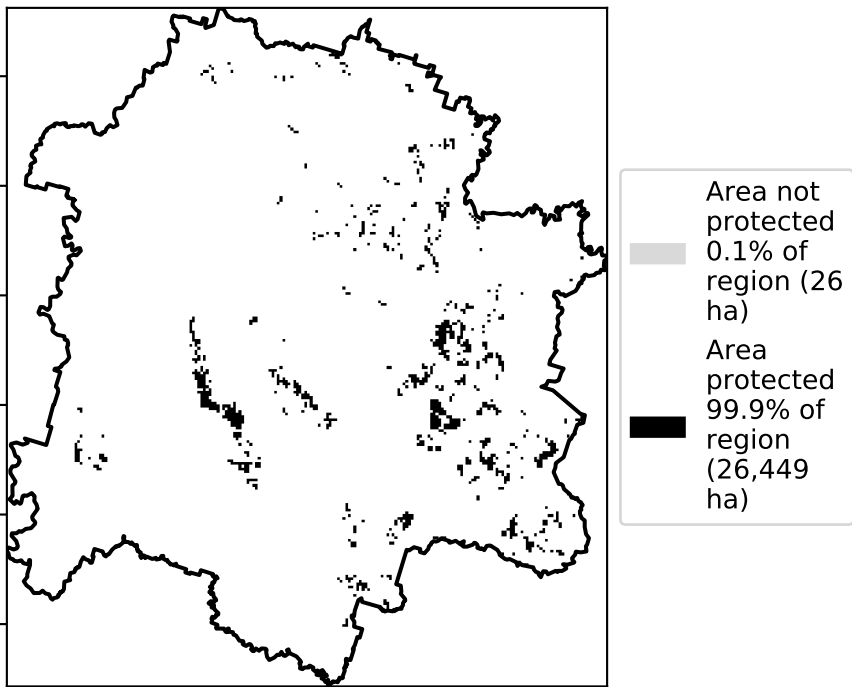 Area not
protected
0.1% of
region (26
ha)
Area
protected
99.9% of
region
(26,449
ha)